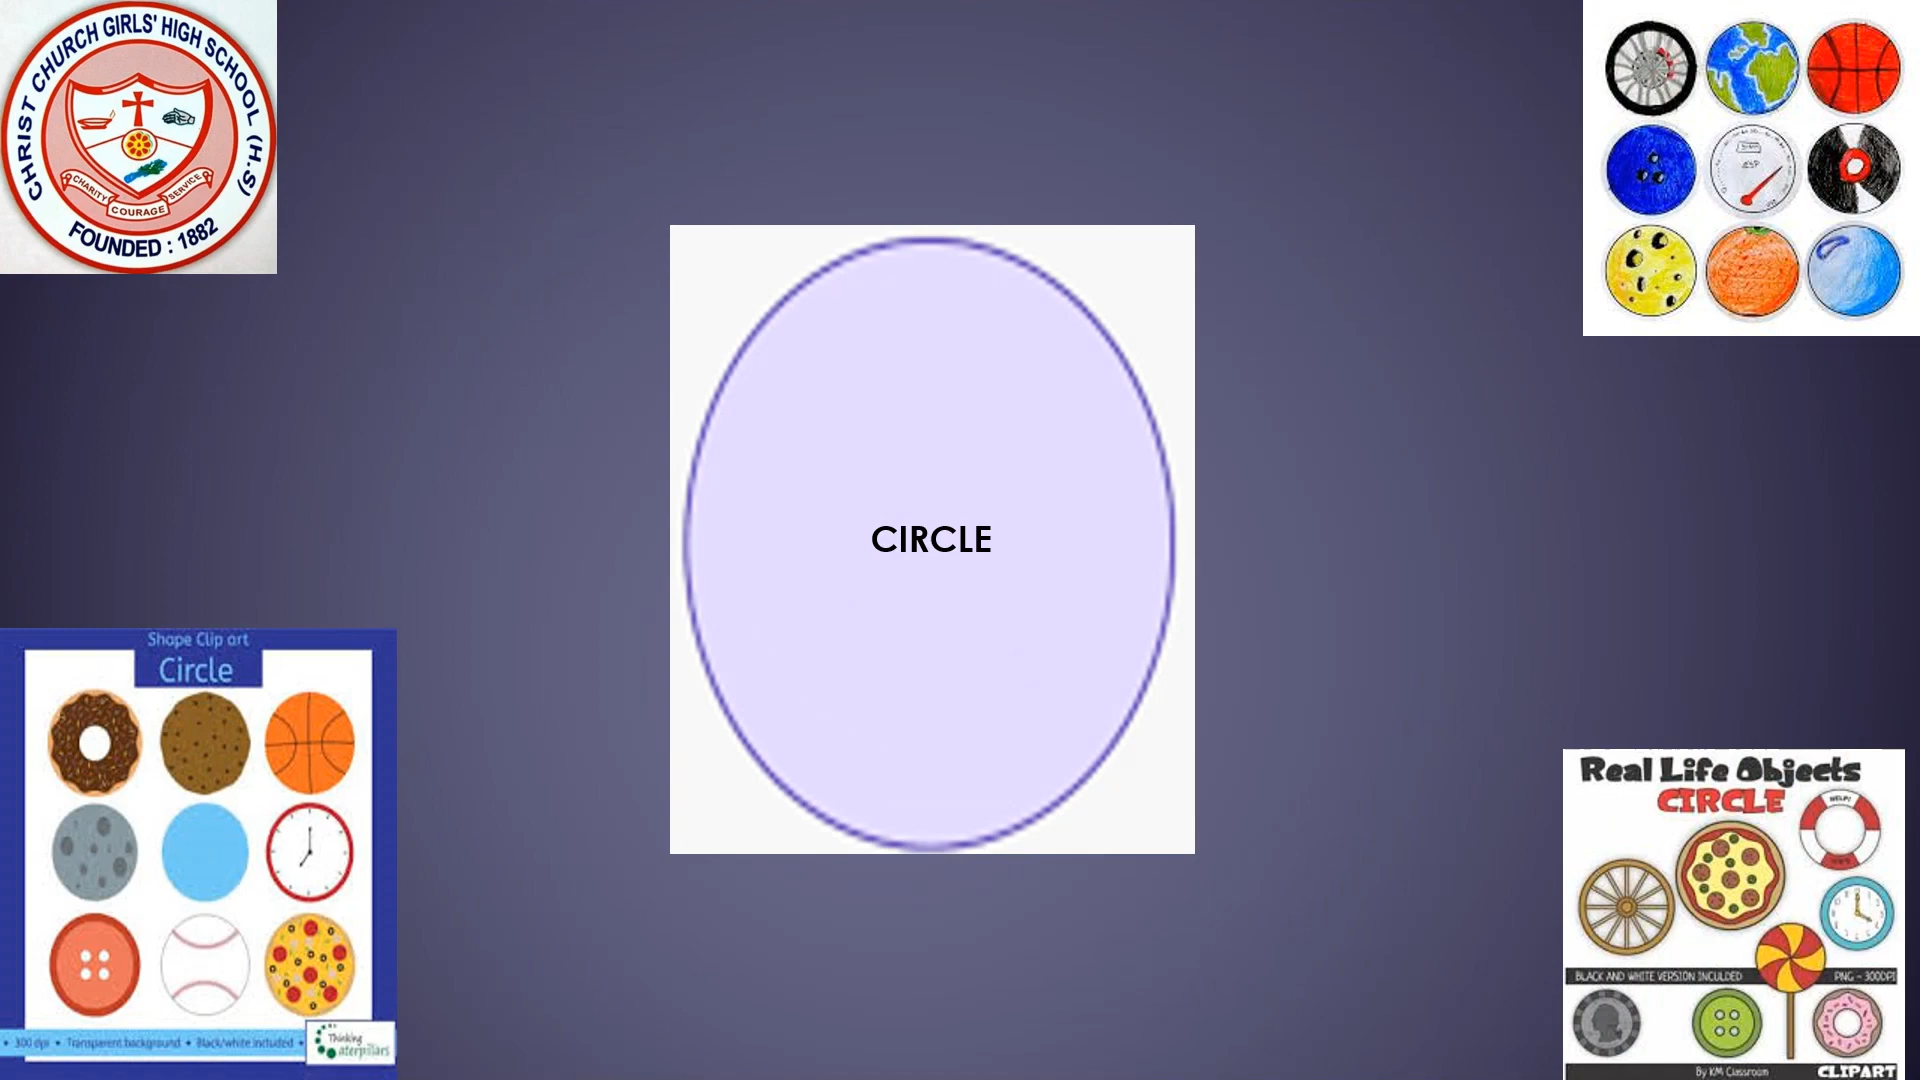 CHRIST CHURCH GIRLS' HIGH SCHOOL (H.S)
CHARITY
COURAGE
SERVICE
FOUNDED : 1882
CIRCLE
Shape Clip art
Circle
• 300 dpi • Transparent background • Black/white included •
Thinking
aterpillars
Real Life Objects
CIRCLE
HELP!
BLACK AND WHITE VERSION INCULDED
PNG - 300DPI
By KM Classroom
CLIPART